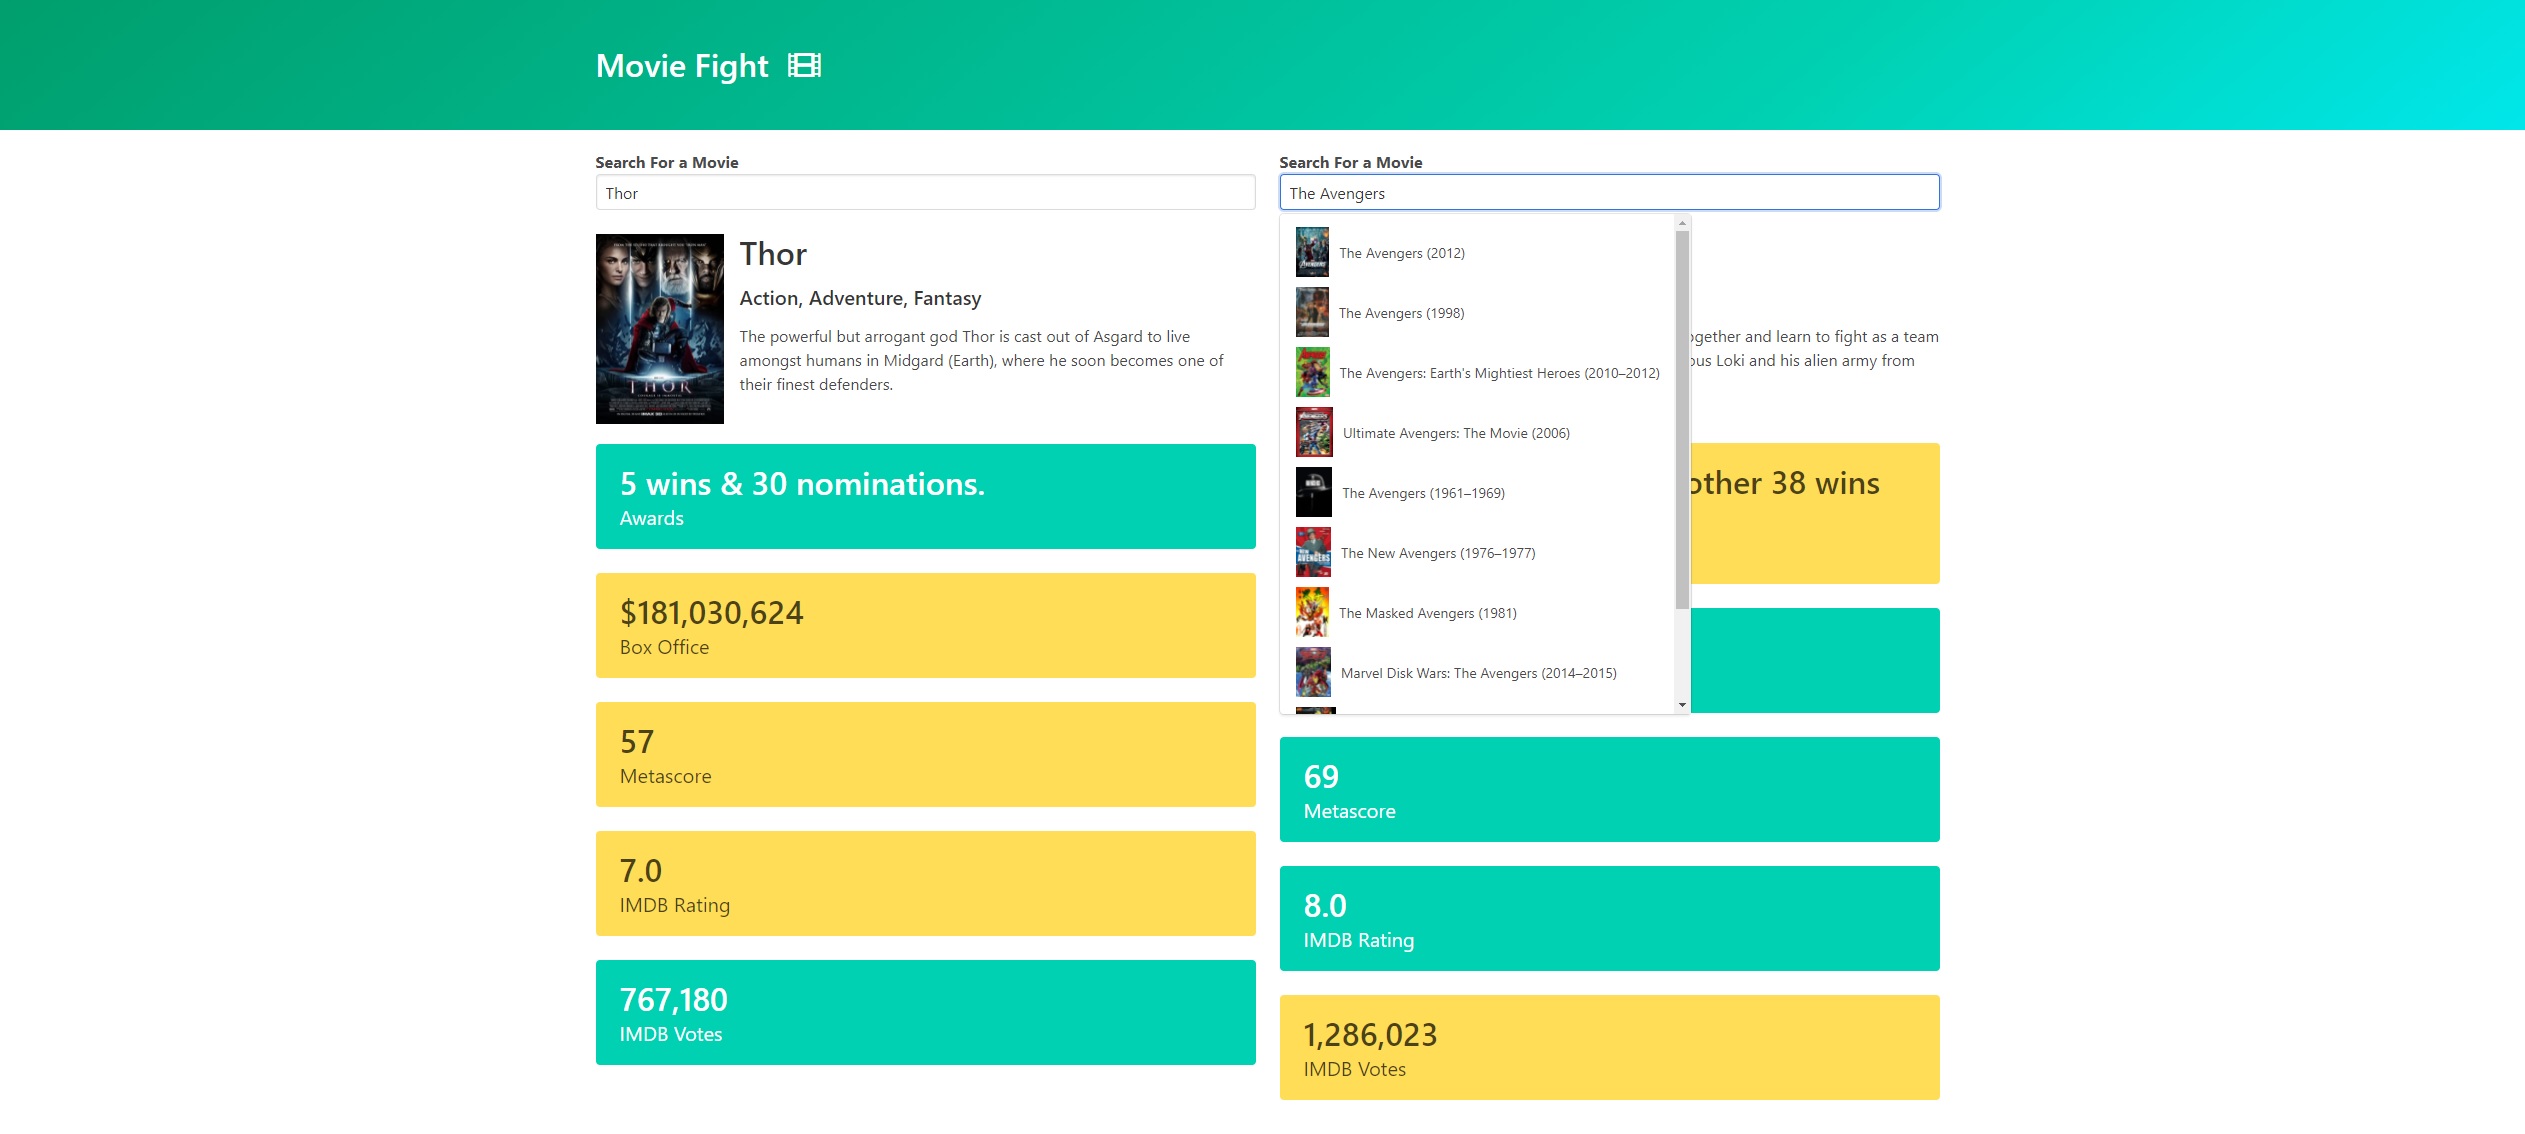 Movie Fight
Search For a Movie
Thor
Thor
Action, Adventure, Fantasy
The powerful but arrogant god Thor is cast out of Asgard to live
amongst humans in Midgard (Earth), where he soon becomes one of
their finest defenders.
THOR
5 wins & 30 nominations.
Awards
$181,030,624
Box Office
57
Metascore
7.0
IMDB Rating
767,180
IMDB Votes
Search For a Movie
The Avengers
The Avengers (2012)
The Avengers (1998)
The Avengers: Earth's Mightiest Heroes (2010–2012)
Ultimate Avengers: The Movie (2006)
The Avengers (1961–1969)
The New Avengers (1976–1977)
The Masked Avengers (1981)
Marvel Disk Wars: The Avengers (2014–2015)
together and learn to fight as a team
Loki and his alien army from
other 38 wins
69
Metascore
8.0
IMDB Rating
1,286,023
IMDB Votes